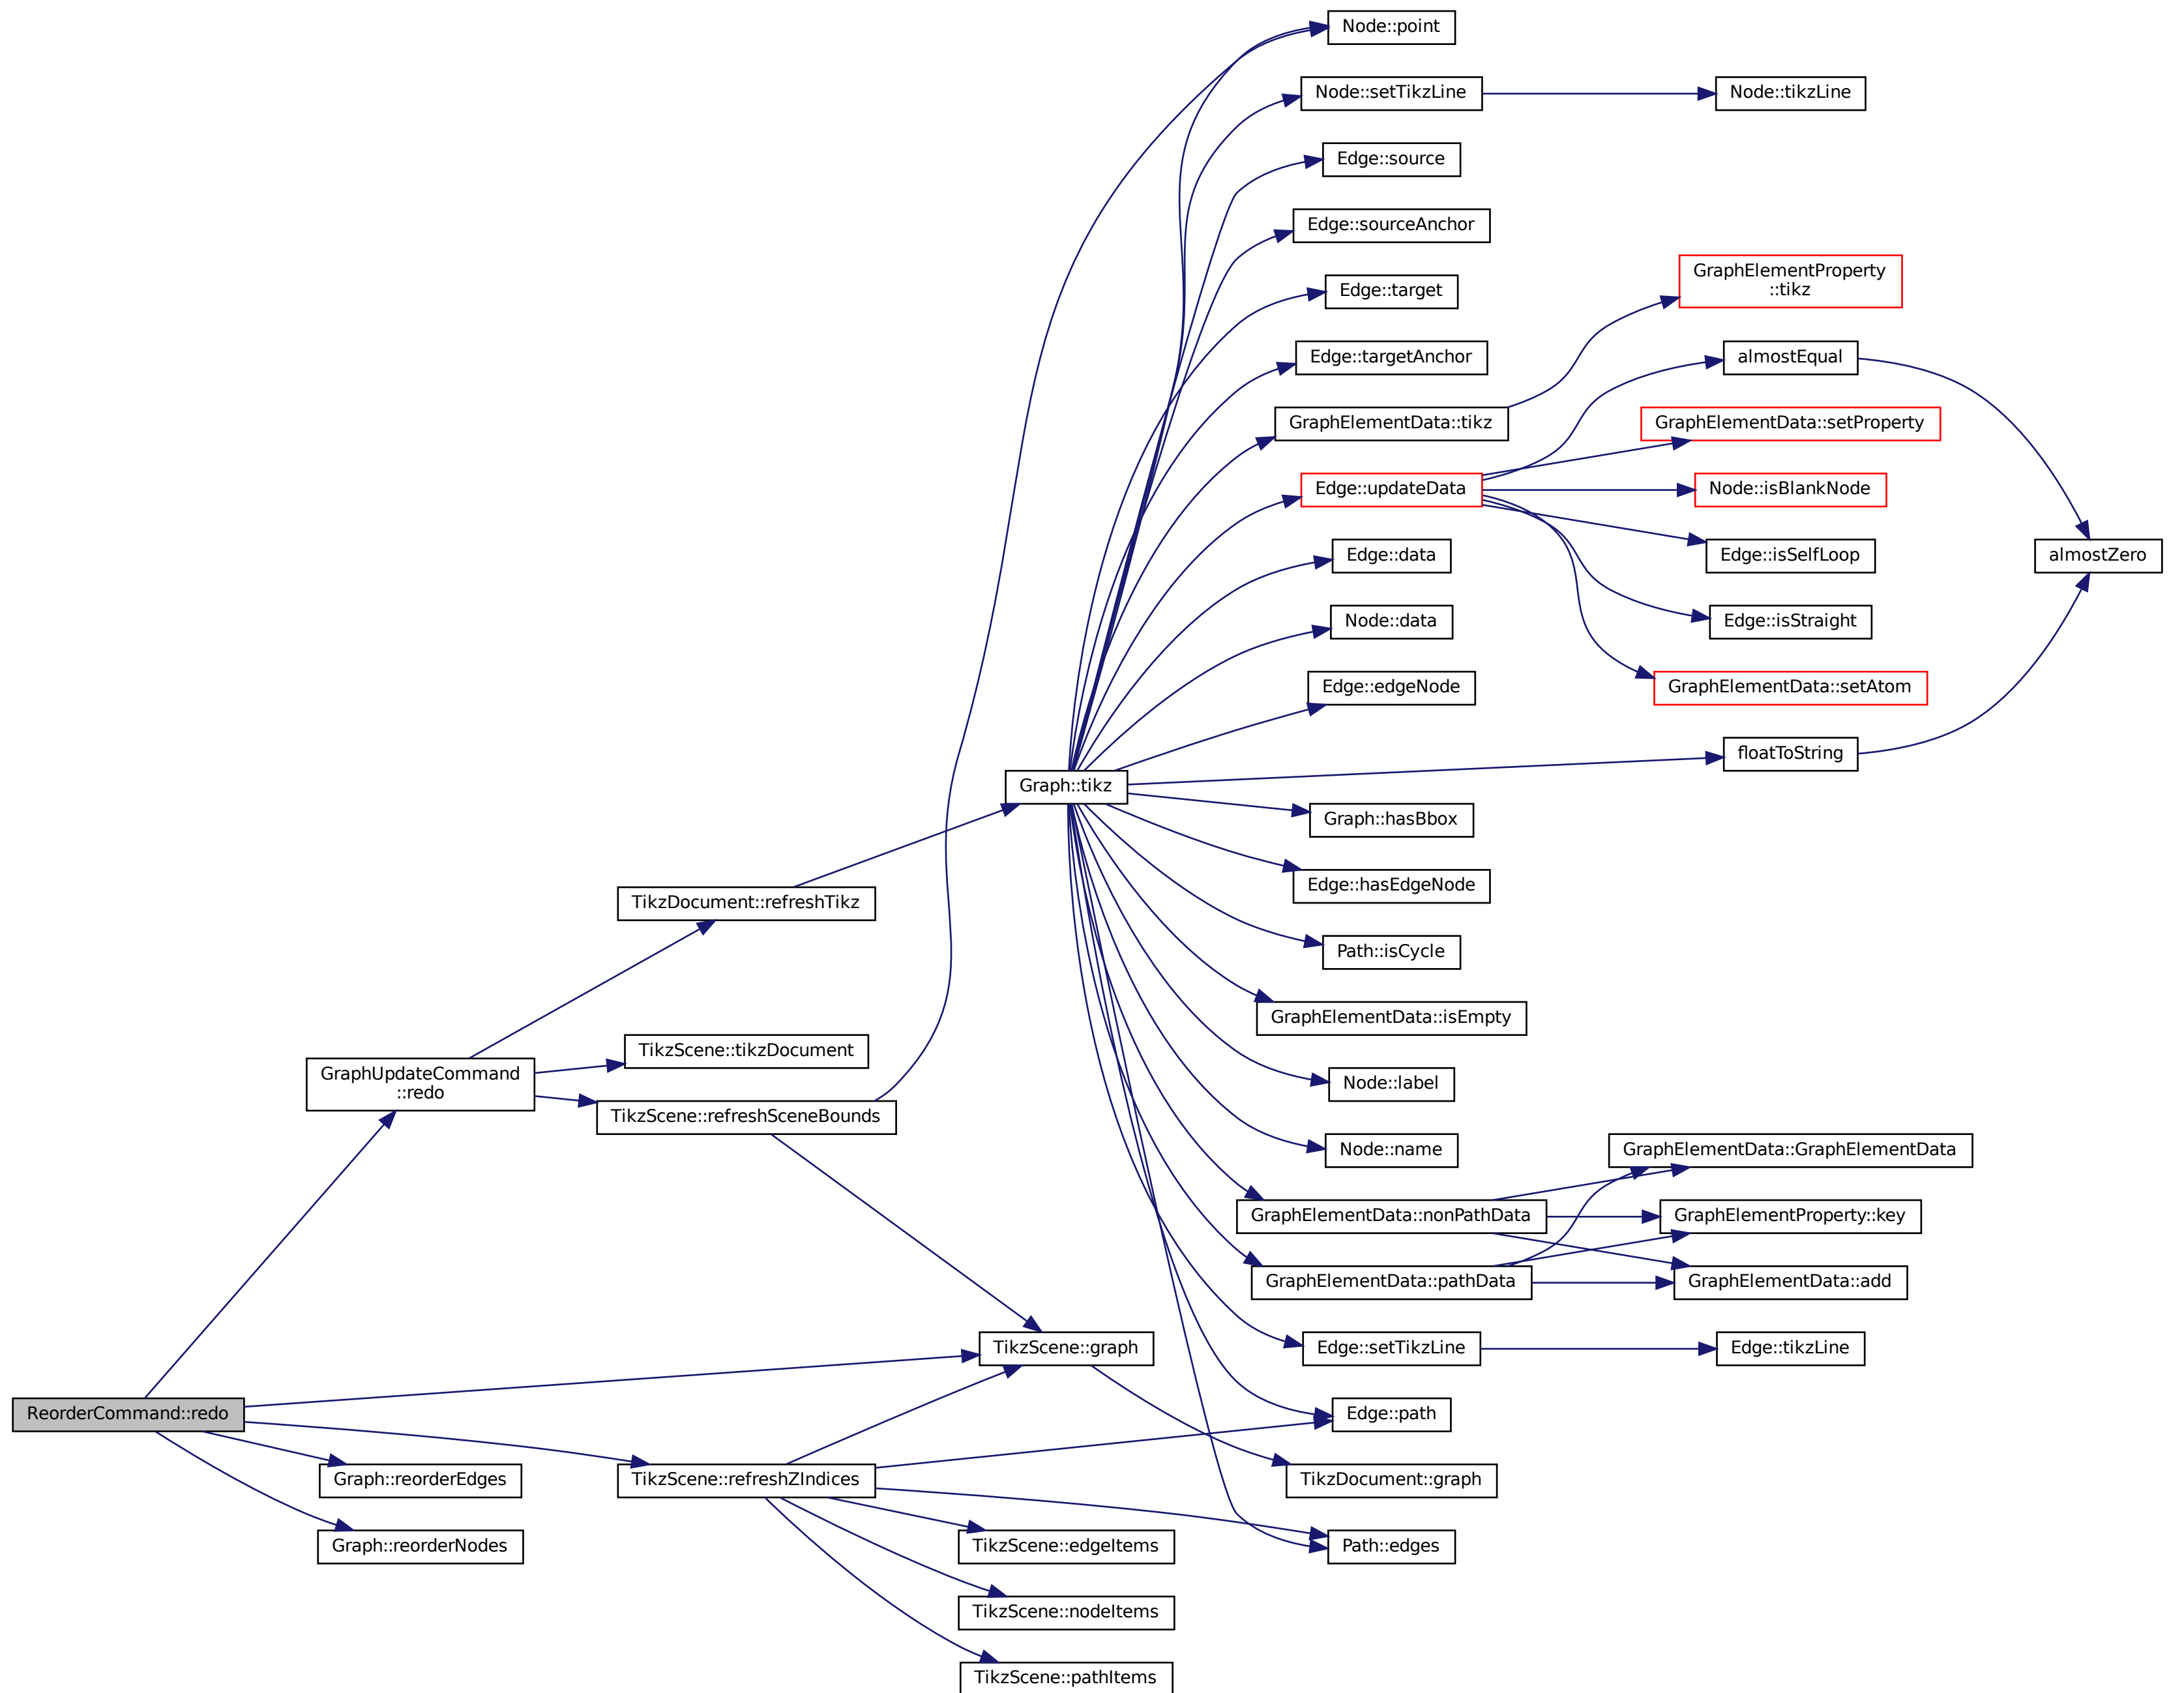 Node::point
Node::setTikzLine
Node::tikzLine
Edge::source
Edge::sourceAnchor
GraphElementProperty
::tikz
Edge::target
Edge::targetAnchor
almostEqual
GraphElementData::tikz
GraphElementData::setProperty
Edge::updateData
Node::isBlankNode
Edge::data
Edge::isSelfLoop
almostZero
Node::data
Edge::isStraight
Edge::edgeNode
GraphElementData::setAtom
floatToString
Graph::tikz
Graph::hasBbox
Edge::hasEdgeNode
TikzDocument::refreshTikz
Path::isCycle
GraphElementData::isEmpty
TikzScene::tikzDocument
GraphUpdateCommand
::redo
Node::label
TikzScene::refreshSceneBounds
Node::name
GraphElementData::GraphElementData
GraphElementData::nonPathData
GraphElementProperty::key
GraphElementData::pathData
GraphElementData::add
TikzScene::graph
Edge::setTikzLine
Edge::tikzLine
ReorderCommand::redo
Edge::path
Graph::reorderEdges
TikzScene::refreshZIndices
TikzDocument::graph
Graph::reorderNodes
TikzScene::edgeItems
Path::edges
TikzScene::nodeItems
TikzScene::pathItems